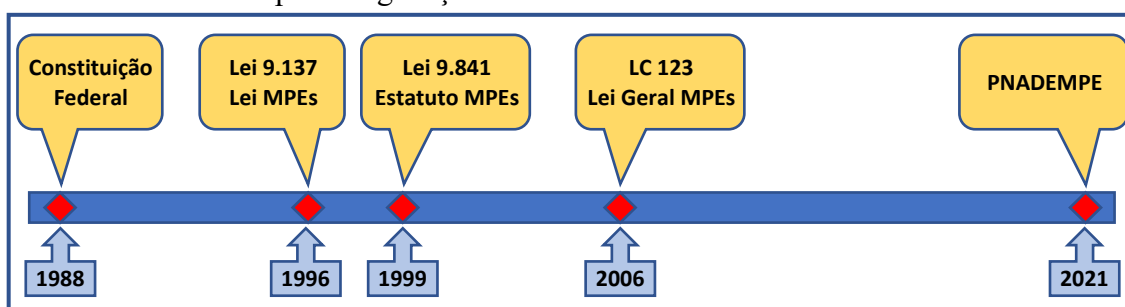 Constituição
Federal
Lei 9.137
Lei MPEs
Lei 9.841
Estatuto MPEs
LC 123
Lei Geral MPEs
PNADEMPE
1988
1996
1999
2006
2021